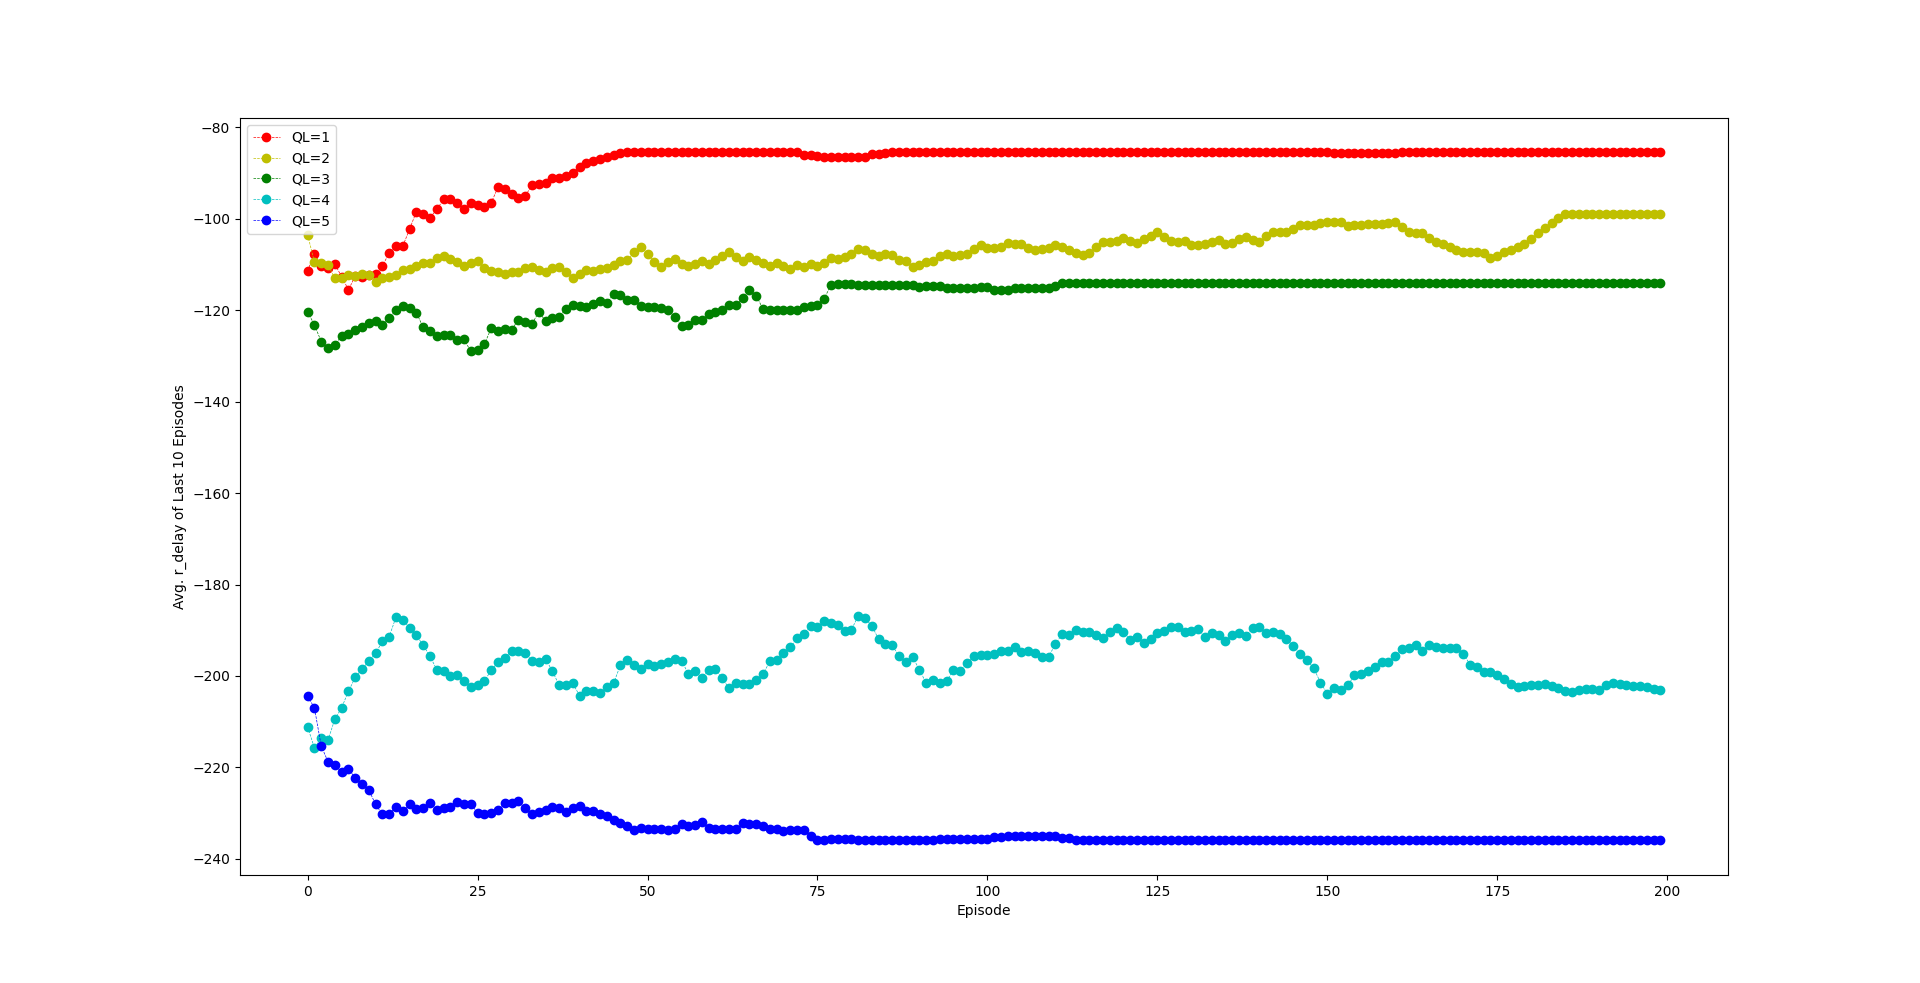 QL=1
QL=2
QL=3
QL=4
QL=5
−80
−100
−120
−140
−160
−180
−200
−220
−240
Avg. r_delay of Last 10 Episodes
0 25 50 75 100 125 150 175 200
Episode